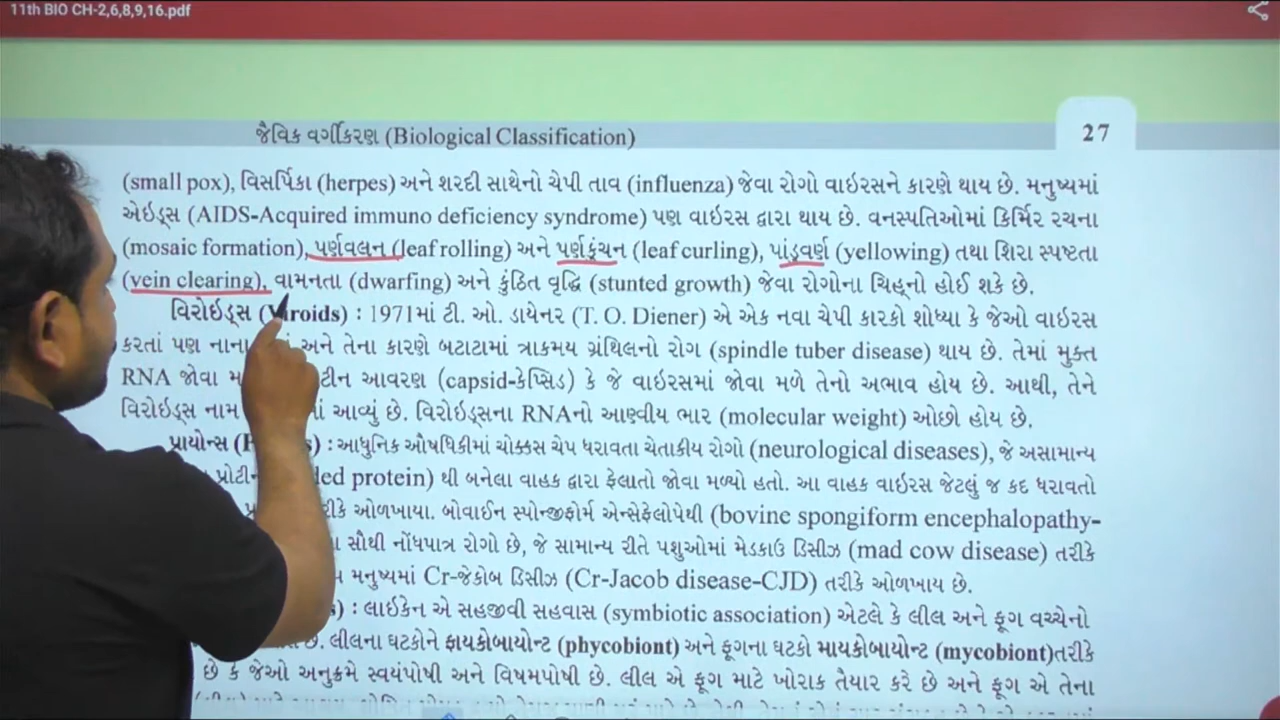 11th BIO CH-2,6,8,9,16.pdf
જૈવિક વર્ગીકરણ (Biological Classification)
27
(small pox), વિસર્પિકા (herpes) અને શરદી સાથેનો ચેપી તાવ (influenza) જેવા રોગો વાઇરસને કારણે થાય છે. મનુષ્યમાં
એઇડ્સ (AIDS-Acquired immuno deficiency syndrome) પણ વાઇરસ દ્વારા થાય છે. વનસ્પતિઓમાં કિર્મિર રચના
(mosaic formation), પર્ણવલન (leaf rolling) અને પર્ણકુંચન (leaf curling), પાંડુવર્ણ (yellowing) તથા શિરા સ્પષ્ટતા
(vein clearing), વામનતા (dwarfing) અને કુંઠિત વૃદ્ધિ (stunted growth) જેવા રોગોના ચિહ્નો હોઈ શકે છે.
વિરોઇડ્સ (Viroids) : 1971માં ટી. ઓ. ડાયેનર (T. O. Diener) એ એક નવા ચેપી કારકો શોધ્યા કે જેઓ વાઇરસ
કરતાં પણ નાના અને તેના કારણે બટાટામાં ત્રાકમય ગ્રંથિલનો રોગ (spindle tuber disease) થાય છે. તેમાં મુક્ત
RNA જોવા આવરણ (capsid-કેપ્સિડ) કે જે વાઇરસમાં જોવા મળે તેનો અભાવ હોય છે. આથી, તેને
વિરોઇડ્સ નામ આવ્યું છે. વિરોઇડ્સના RNAનો આણ્વીય ભાર (molecular weight) ઓછો હોય છે.
પ્રાયોન્સ : આધુનિક ઔષધિકીમાં ચોક્કસ ચેપ ધરાવતા ચેતાકીય રોગો (neurological diseases), જે અસામાન્ય
protein) થી બનેલા વાહક દ્વારા ફેલાતો જોવા મળ્યો હતો. આ વાહક વાઇરસ જેટલું જ કદ ધરાવતો
ઓળખાયા. બોવાઈન સ્પોન્જીફોર્મ એન્સેફેલોપેથી (bovine spongiform encephalopathy-
સૌથી નોંધપાત્ર રોગો છે, જે સામાન્ય રીતે પશુઓમાં મેડકાઉ ડિસીઝ (mad cow disease) તરીકે
મનુષ્યમાં Cr-જેકોબ ડિસીઝ (Cr-Jacob disease-CJD) તરીકે ઓળખાય છે.
: લાઇકેન એ સહજીવી સહવાસ (symbiotic association) એટલે કે લીલ અને ફૂગ વચ્ચેનો
છે. લીલના ઘટકોને ફાયકોબાયોન્ટ (phycobiont) અને ફૂગના ઘટકો માયકોબાયોન્ટ (mycobiont)તરીકે
છે કે જેઓ અનુક્રમે સ્વયંપોષી અને વિષમપોષી છે. લીલ એ ફૂગ માટે ખોરાક તૈયાર કરે છે અને ફૂગ એ તેના